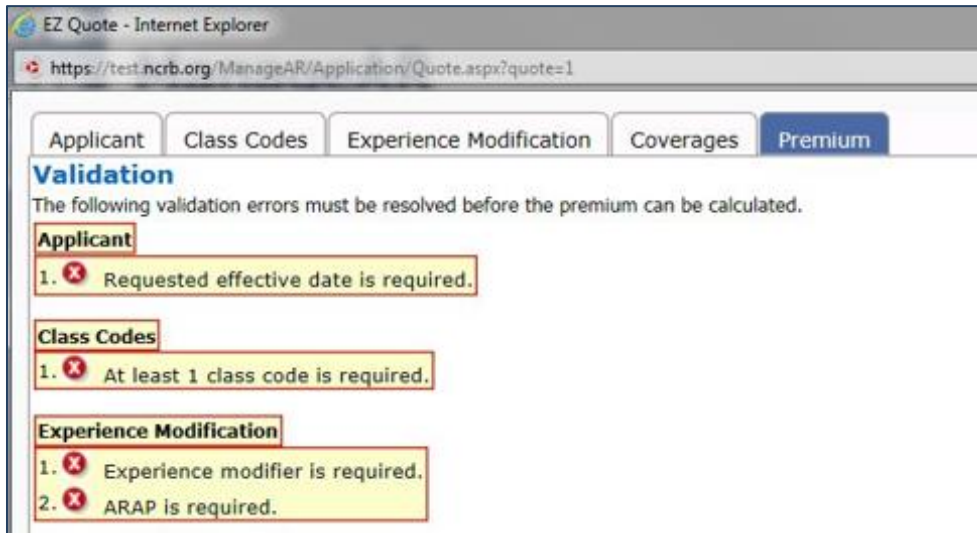 EZ Quote - Internet Explorer
https://test.ncrb.org/ManageAR/Application/Quote.aspx?quote=1
Applicant Class Codes Experience Modification Coverages Premium
Validation
The following validation errors must be resolved before the premium can be calculated.
Applicant
1. Requested effective date is required.
Class Codes
1. At least 1 class code is required.
Experience Modification
1. Experience modifier is required.
2. ARAP is required.